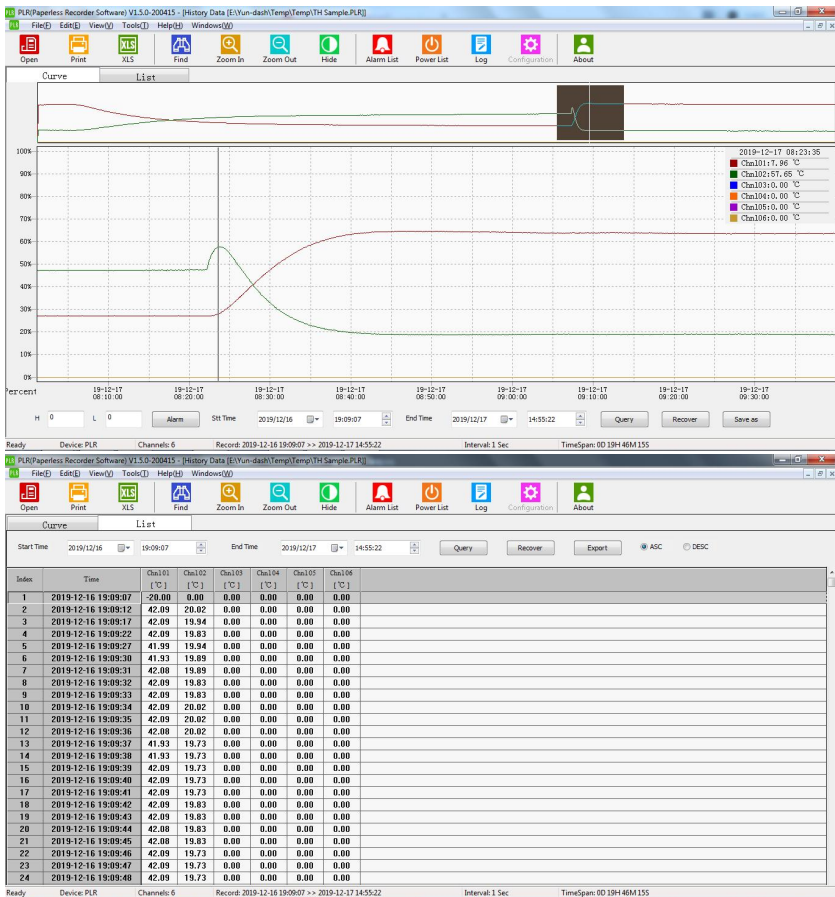 PLR PLR(Paperless Recorder Software) V1.5.0-200415 - [History Data [E:\Yun-dash\Temp\Temp\TH Sample.PLR]]
PLR File(F) Edit(E) View(V) Tools(T) Help(H) Windows(W)
XLS
Open Print XLS Find Zoom In Zoom Out Hide Alarm List Power List Log Configuration About
Curve List
100%
90%
80%
70%
60%
50%
40%
30%
20%
10%
0%
2019-12-17 08:23:35
Chnl01:7.96 ℃
Chnl02:57.65 ℃
Chnl03:0.00 ℃
Chnl04:0.00 ℃
Chnl05:0.00 ℃
Chnl06:0.00 ℃
Percent 19-12-17 19-12-17 19-12-17 19-12-17 19-12-17 19-12-17 19-12-17 19-12-17 19-12-17
08:10:00 08:20:00 08:30:00 08:40:00 08:50:00 09:00:00 09:10:00 09:20:00 09:30:00
H 0 L 0 Alarm Stt Time 2019/12/16 19:09:07 End Time 2019/12/17 14:55:22 Query Recover Save as
Ready Device: PLR Channels: 6 Record: 2019-12-16 19:09:07 >> 2019-12-17 14:55:22 Interval: 1 Sec TimeSpan: 0D 19H 46M 15S
PLR PLR(Paperless Recorder Software) V1.5.0-200415 - [History Data [E:\Yun-dash\Temp\Temp\TH Sample.PLR]]
PLR File(F) Edit(E) View(V) Tools(T) Help(H) Windows(W)
XLS
Open Print XLS Find Zoom In Zoom Out Hide Alarm List Power List Log Configuration About
Curve List
Start Time 2019/12/16 19:09:07 End Time 2019/12/17 14:55:22 Query Recover Export ASC DESC
Index Time Chnl01 Chnl02 Chnl03 Chnl04 Chnl05 Chnl06
[℃] [℃] [℃] [℃] [℃] [℃]
1 2019-12-16 19:09:07 -20.00 0.00 0.00 0.00 0.00 0.00
2 2019-12-16 19:09:12 42.09 20.02 0.00 0.00 0.00 0.00
3 2019-12-16 19:09:17 42.09 19.94 0.00 0.00 0.00 0.00
4 2019-12-16 19:09:22 42.09 19.83 0.00 0.00 0.00 0.00
5 2019-12-16 19:09:27 41.99 19.94 0.00 0.00 0.00 0.00
6 2019-12-16 19:09:30 41.93 19.89 0.00 0.00 0.00 0.00
7 2019-12-16 19:09:31 42.08 19.89 0.00 0.00 0.00 0.00
8 2019-12-16 19:09:32 42.09 19.83 0.00 0.00 0.00 0.00
9 2019-12-16 19:09:33 42.09 19.83 0.00 0.00 0.00 0.00
10 2019-12-16 19:09:34 42.09 20.02 0.00 0.00 0.00 0.00
11 2019-12-16 19:09:35 42.09 20.02 0.00 0.00 0.00 0.00
12 2019-12-16 19:09:36 42.08 20.02 0.00 0.00 0.00 0.00
13 2019-12-16 19:09:37 41.93 19.73 0.00 0.00 0.00 0.00
14 2019-12-16 19:09:38 41.93 19.73 0.00 0.00 0.00 0.00
15 2019-12-16 19:09:39 42.09 19.73 0.00 0.00 0.00 0.00
16 2019-12-16 19:09:40 42.09 19.73 0.00 0.00 0.00 0.00
17 2019-12-16 19:09:41 42.09 19.73 0.00 0.00 0.00 0.00
18 2019-12-16 19:09:42 42.09 19.83 0.00 0.00 0.00 0.00
19 2019-12-16 19:09:43 42.09 19.83 0.00 0.00 0.00 0.00
20 2019-12-16 19:09:44 42.08 19.83 0.00 0.00 0.00 0.00
21 2019-12-16 19:09:45 42.08 19.83 0.00 0.00 0.00 0.00
22 2019-12-16 19:09:46 42.09 19.73 0.00 0.00 0.00 0.00
23 2019-12-16 19:09:47 42.09 19.73 0.00 0.00 0.00 0.00
24 2019-12-16 19:09:48 42.09 19.73 0.00 0.00 0.00 0.00
Ready Device: PLR Channels: 6 Record: 2019-12-16 19:09:07 >> 2019-12-17 14:55:22 Interval: 1 Sec TimeSpan: 0D 19H 46M 15S